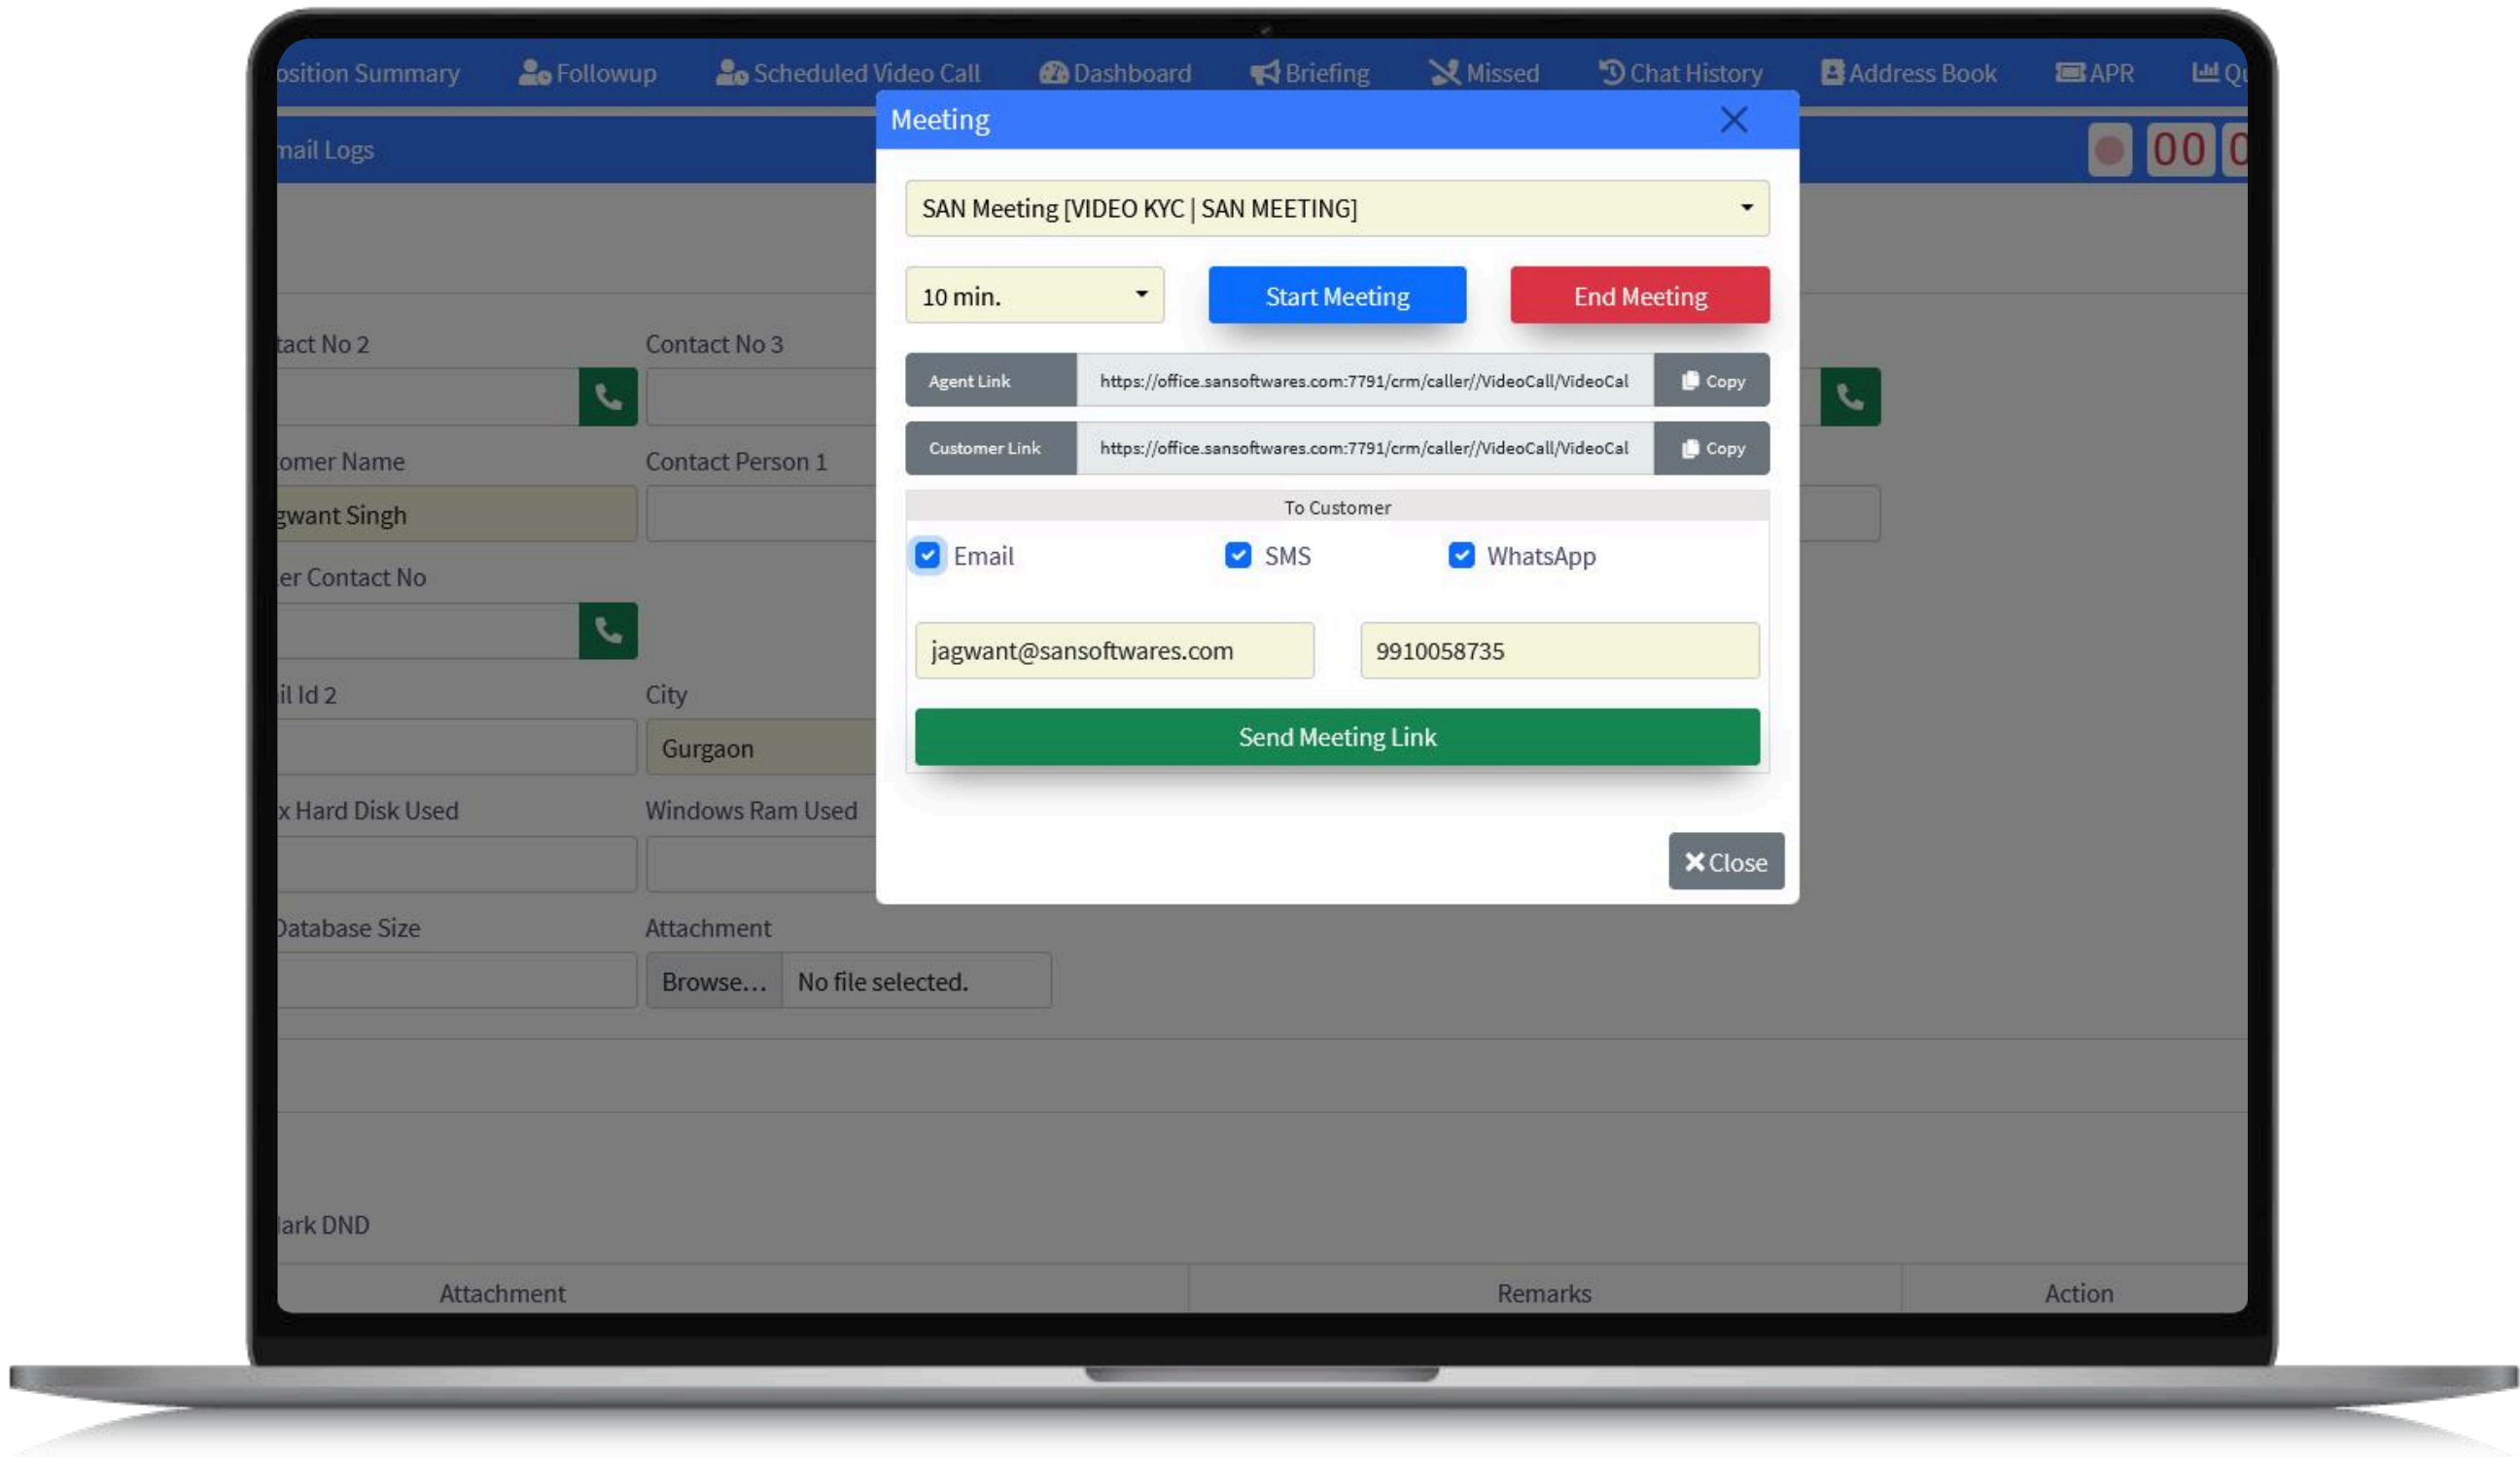 osition Summary Followup Scheduled Video Call Dashboard Briefing Missed Chat History Address Book APR Qu
mail Logs
00 0
Meeting
SAN Meeting [VIDEO KYC | SAN MEETING]
10 min. Start Meeting End Meeting
Agent Link https://office.sansoftwares.com:7791/crm/caller//VideoCall/VideoCal Copy
Customer Link https://office.sansoftwares.com:7791/crm/caller//VideoCall/VideoCal Copy
To Customer
Email SMS WhatsApp
jagwant@sansoftwares.com 9910058735
Send Meeting Link
Close
tact No 2 Contact No 3
omer Name Contact Person 1
gwant Singh
er Contact No
il Id 2 City
Gurgaon
x Hard Disk Used Windows Ram Used
Database Size Attachment
Browse... No file selected.
ark DND
Attachment Remarks Action